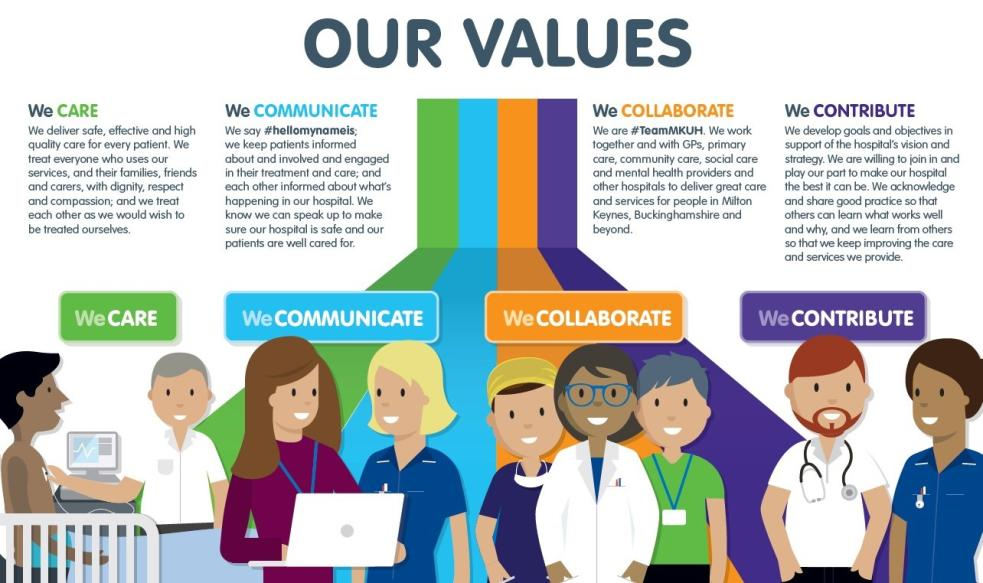 OUR VALUES
We CARE
We deliver safe, effective and high
quality care for every patient. We
treat everyone who uses our
services, and their families, friends
and carers, with dignity, respect
and compassion; and we treat
each other as we would wish to
be treated ourselves.
We COMMUNICATE
We say #hellomynameis;
we keep patients informed
about and involved and engaged
in their treatment and care; and
each other informed about what's
happening in our hospital. We
know we can speak up to make
sure our hospital is safe and our
patients are well cared for.
We COLLABORATE
We are #TeamMKUH. We work
together and with GPs, primary
care, community care, social care
and mental health providers and
other hospitals to deliver great care
and services for people in Milton
Keynes, Buckinghamshire and
beyond.
We CONTRIBUTE
We develop goals and objectives in
support of the hospital's vision and
strategy. We are willing to join in and
play our part to make our hospital
the best it can be. We acknowledge
and share good practice so that
others can learn what works well
and why, and we learn from others
so that we keep improving the care
and services we provide.
We CARE
We COMMUNICATE
We COLLABORATE
We CONTRIBUTE